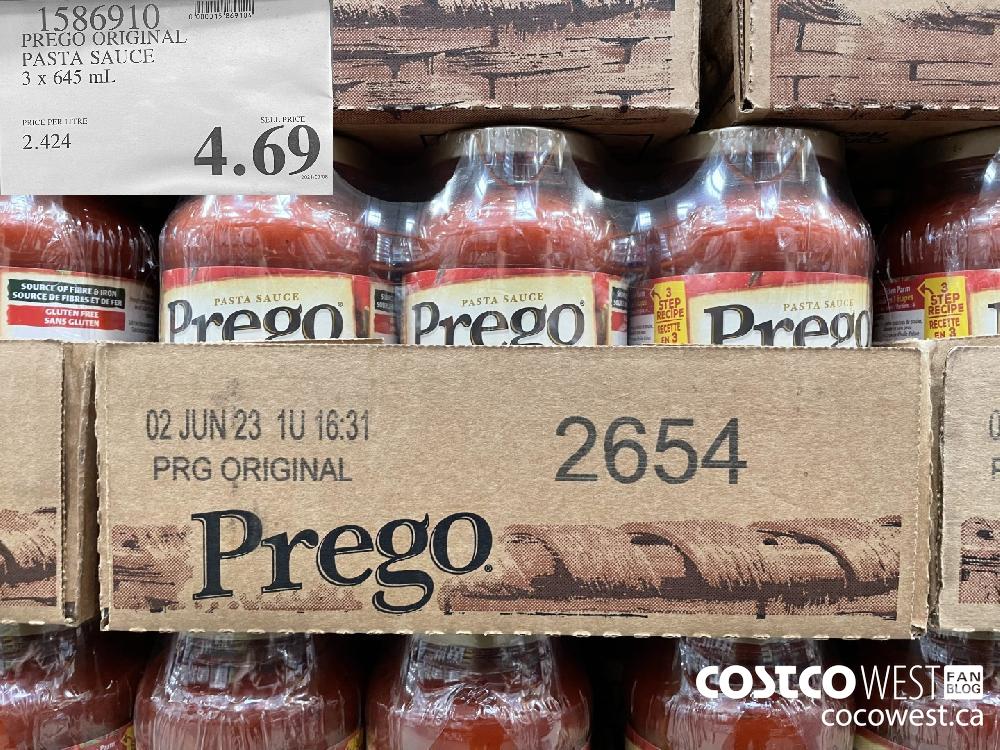 1586910
0 000015 869104
PREGO ORIGINAL
PASTA SAUCE
3 x 645 mL
PRICE PER LITRE
2.424
SELL PRICE
4.69
SOURCE OF FIBRE & IRON
SOURCE DE FIBRES ET DE FER
GLUTEN FREE
SANS GLUTEN
PASTA SAUCE
Prego®
PASTA SAUCE
Prego®
3
STEP
RECIPE
RECETTE
EN 3
PASTA SAUCE
Prego
3
STEP
RECIPE
RECETTE
EN 3
02 JUN 23 1U 16:31
PRG ORIGINAL
2654
Prego®
COSTCO WEST FAN BLOG
cocowest.ca